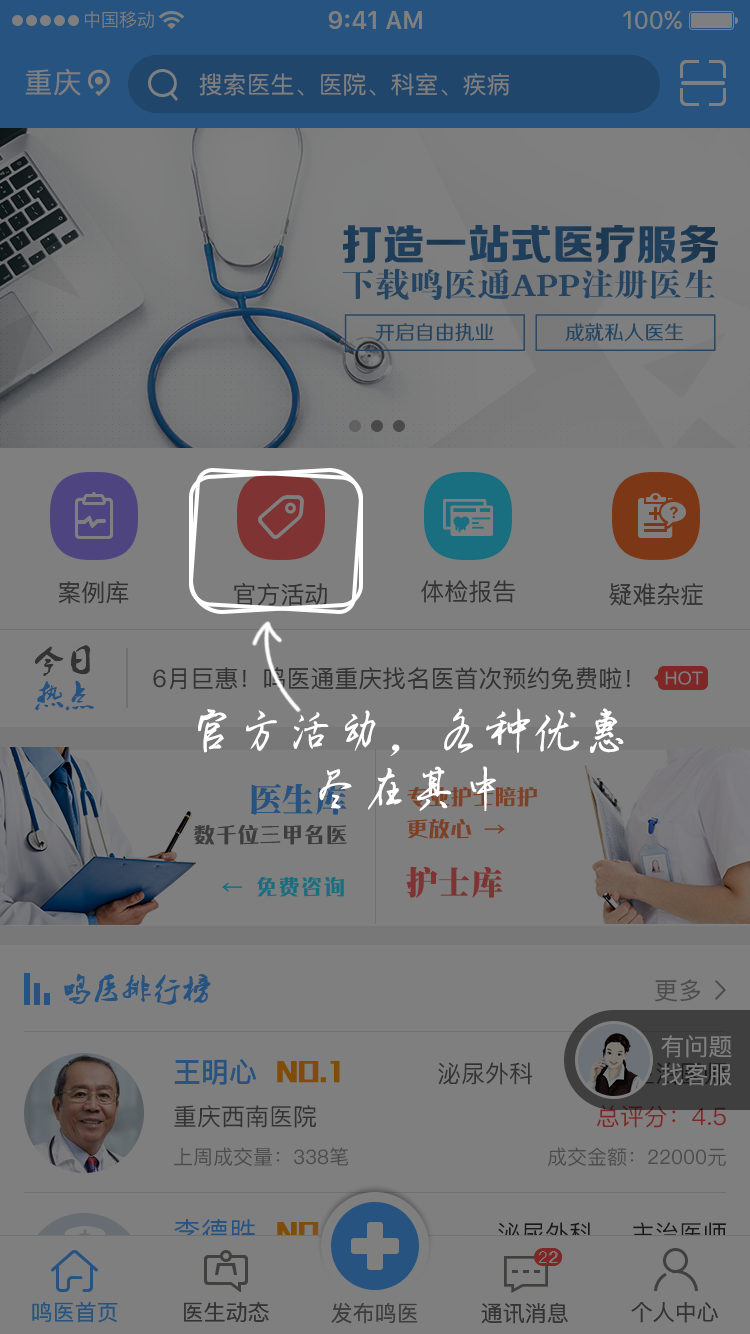 中国移动 9:41 AM 100%
重庆 搜索医生、医院、科室、疾病
打造一站式医疗服务
下载鸣医通APP注册医生
开启自由执业 成就私人医生
案例库 官方活动 体检报告 疑难杂症
今日
热点
6月巨惠！鸣医通重庆找名医首次预约免费啦！ HOT
官方活动，各种优惠
尽在其中
医生库
数千位三甲名医
← 免费咨询
护士陪护
更放心 →
护士库
鸣医排行榜 更多
有问题
找客服
王明心 NO.1 泌尿外科
重庆西南医院 总评分：4.5
上周成交量：338笔 成交金额：22000元
李德胜 NO 泌尿外科 主治医师
22
鸣医首页 医生动态 发布鸣医 通讯消息 个人中心